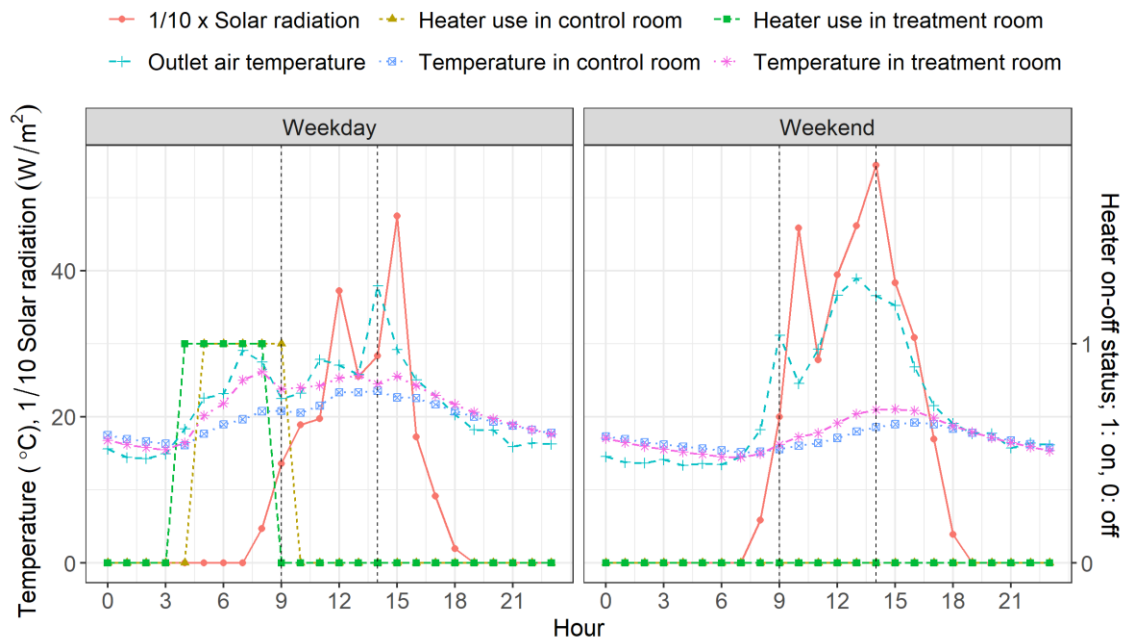 1/10 x Solar radiation Heater use in control room Heater use in treatment room
Outlet air temperature Temperature in control room Temperature in treatment room
Weekday Weekend
Temperature ( °C), 1/10 Solar radiation (W/m²)
40
20
0
Heater on-off status; 1: on, 0: off
1
0
0 3 6 9 12 15 18 21 0 3 6 9 12 15 18 21
Hour